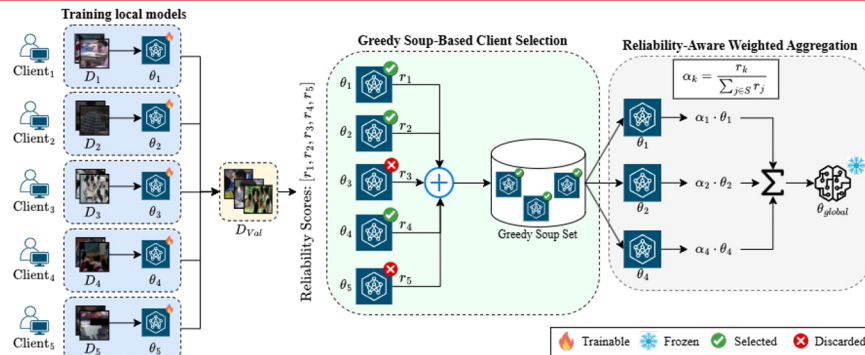 Training local models
Client1
D1
θ1
Client2
D2
θ2
Client3
D3
θ3
Client4
D4
θ4
Client5
D5
θ5
DVal
Reliability Scores: [r1, r2, r3, r4, r5]
Greedy Soup-Based Client Selection
θ1 r1
θ2 r2
θ3 r3
θ4 r4
θ5 r5
Greedy Soup Set
Reliability-Aware Weighted Aggregation
αk = rk / ∑j∈S rj
θ1
α1 · θ1
θ2
α2 · θ2
θ4
α4 · θ4
Σ
θglobal
Trainable Frozen Selected Discarded